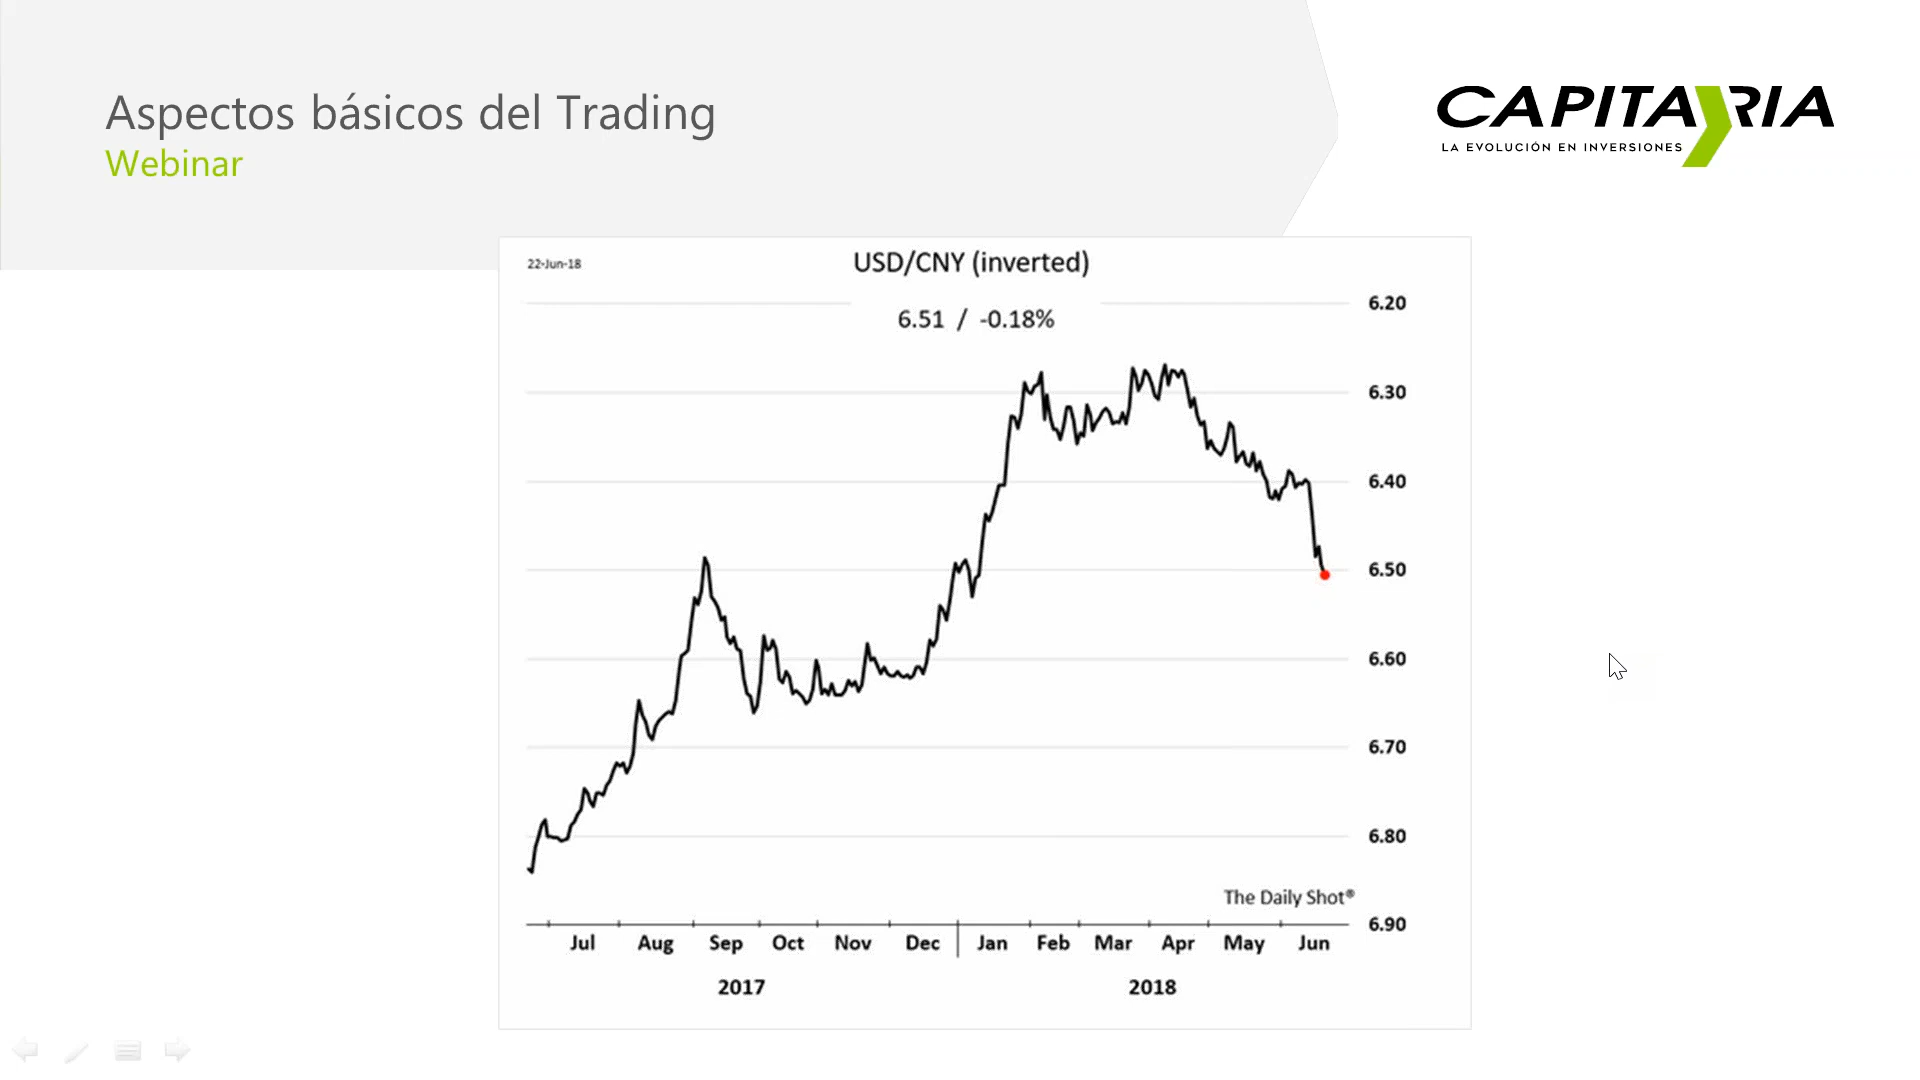 Aspectos básicos del Trading
Webinar
CAPITARIA
LA EVOLUCIÓN EN INVERSIONES
22-Jun-18
USD/CNY (inverted)
6.51 / -0.18%
6.20
6.30
6.40
6.50
6.60
6.70
6.80
The Daily Shot®
6.90
Jul Aug Sep Oct Nov Dec Jan Feb Mar Apr May Jun
2017 2018